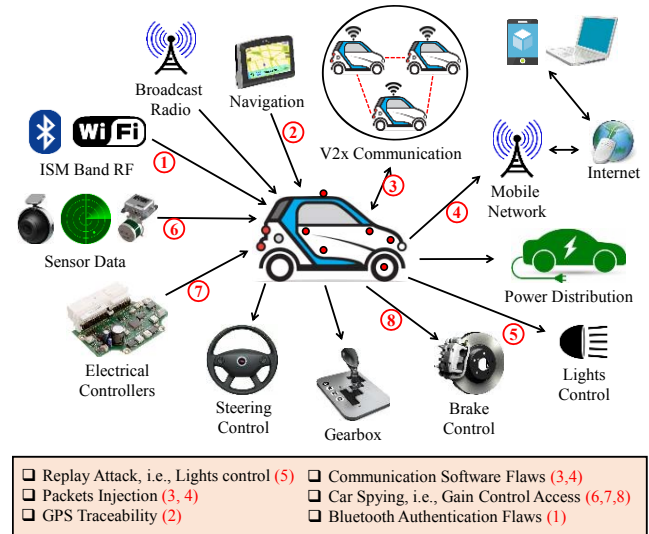 Broadcast
Radio
Navigation
2
V2x Communication
3
WiFi
ISM Band RF
1
Mobile
Network
4
Internet
Sensor Data
6
Power Distribution
7
Electrical
Controllers
Steering
Control
Gearbox
8
Brake
Control
5
Lights
Control
❑ Replay Attack, i.e., Lights control (5)
❑ Packets Injection (3, 4)
❑ GPS Traceability (2)
❑ Communication Software Flaws (3,4)
❑ Car Spying, i.e., Gain Control Access (6,7,8)
❑ Bluetooth Authentication Flaws (1)